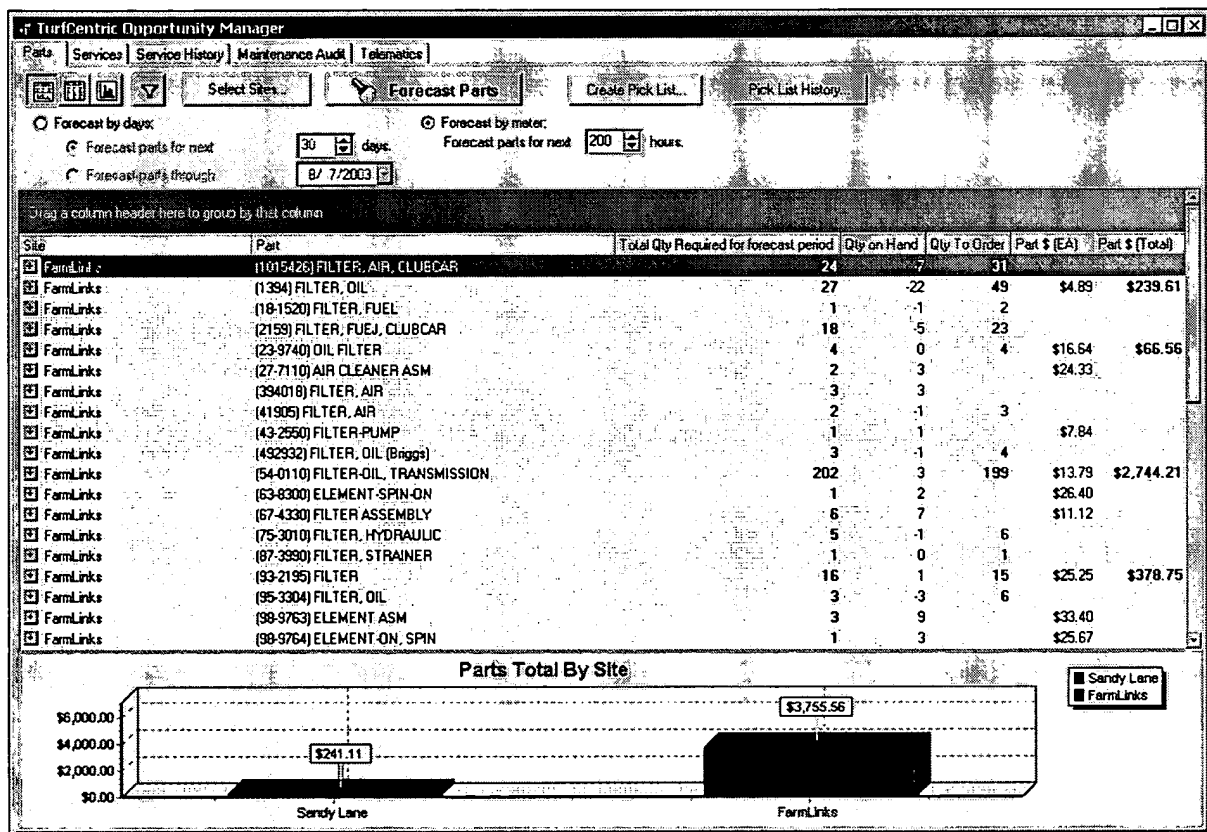 TurfCentric Opportunity Manager
Parts Services Service History Maintenance Audit Telematics
Select Sites... Forecast Parts Create Pick List... Pick List History...
Forecast by days: Forecast by meter:
Forecast parts for next 30 days. Forecast parts for next 200 hours.
Forecast parts through 8/ 7/2003
Drag a column header here to group by that column
Site Part Total Qty Required for forecast period Qty on Hand Qty To Order Part $ (EA) Part $ (Total)
FarmLinks (1015426) FILTER, AIR, CLUBCAR 24 -7 31
FarmLinks (1394) FILTER, OIL 27 -22 49 $4.89 $239.61
FarmLinks (18-1520) FILTER, FUEL 1 -1 2
FarmLinks (2159) FILTER, FUEJ, CLUBCAR 18 -5 23
FarmLinks (23-9740) OIL FILTER 4 0 4 $16.64 $66.56
FarmLinks (27-7110) AIR CLEANER ASM 2 3 $24.33
FarmLinks (394018) FILTER, AIR 3 3
FarmLinks (41905) FILTER, AIR 2 -1 3
FarmLinks (43-2550) FILTER-PUMP 1 1 $7.84
FarmLinks (492932) FILTER, OIL (Briggs) 3 -1 4
FarmLinks (54-0110) FILTER-OIL, TRANSMISSION 202 3 199 $13.79 $2,744.21
FarmLinks (63-8300) ELEMENT-SPIN-ON 1 2 $26.40
FarmLinks (67-4330) FILTER ASSEMBLY 6 7 $11.12
FarmLinks (75-3010) FILTER, HYDRAULIC 5 -1 6
FarmLinks (87-3990) FILTER, STRAINER 1 0 1
FarmLinks (93-2195) FILTER 16 1 15 $25.25 $378.75
FarmLinks (95-3304) FILTER, OIL 3 -3 6
FarmLinks (98-9763) ELEMENT ASM 3 9 $33.40
FarmLinks (98-9764) ELEMENT-ON, SPIN 1 3 $25.67
Parts Total By Site
Sandy Lane
FarmLinks
$6,000.00
$4,000.00
$2,000.00
$0.00
$241.11
$3,755.56
Sandy Lane FarmLinks